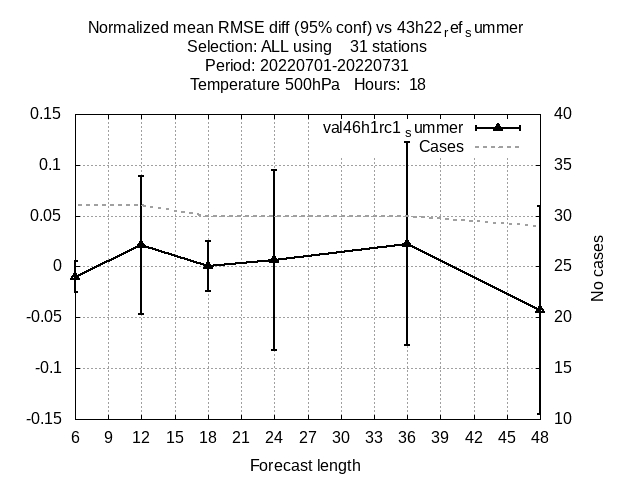 Normalized mean RMSE diff (95% conf) vs 43h22ref summer
Selection: ALL using 31 stations
Period: 20220701-20220731
Temperature 500hPa Hours: 18
0.15
0.1
0.05
0
-0.05
-0.1
-0.15
40
35
30
25
20
15
10
val46h1rc1summer
Cases
No cases
6 9 12 15 18 21 24 27 30 33 36 39 42 45 48
Forecast length